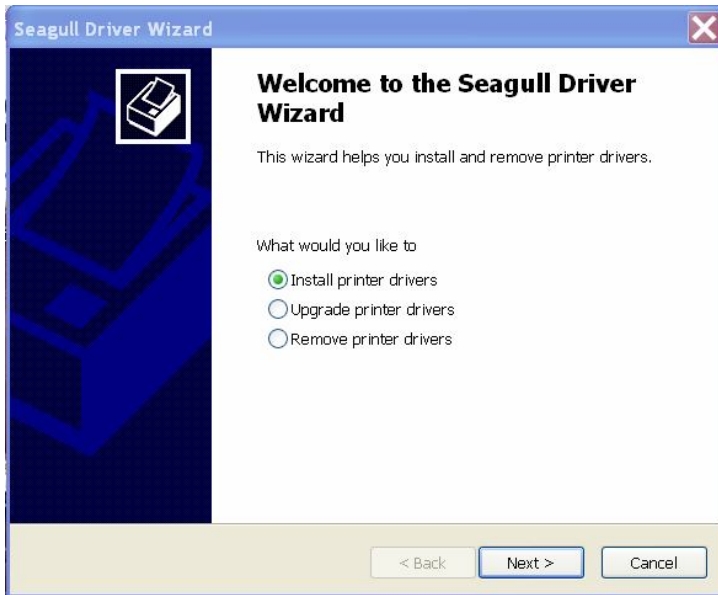 Seagull Driver Wizard
Welcome to the Seagull Driver
Wizard
This wizard helps you install and remove printer drivers.
What would you like to
Install printer drivers
Upgrade printer drivers
Remove printer drivers
< Back Next > Cancel